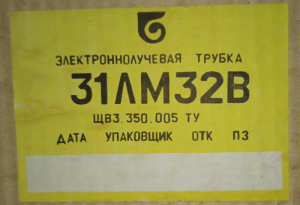 ЭЛЕКТРОННОЛУЧЕВАЯ ТРУБКА
31ЛМ32В
ЩВ3.350.005 ТУ
ДАТА УПАКОВЩИК ОТК ПЗ